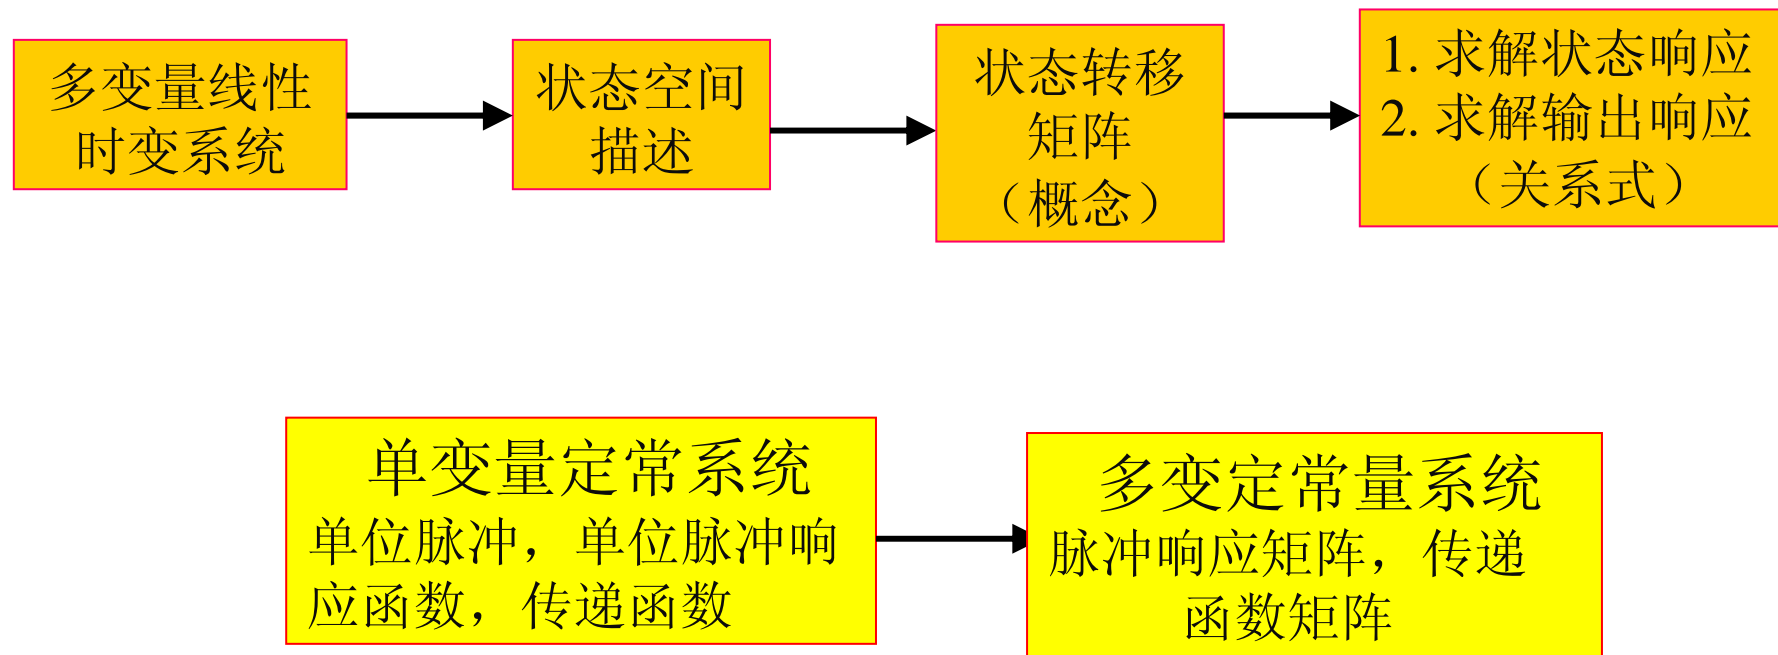 多变量线性
时变系统
状态空间
描述
状态转移
矩阵
（概念）
1. 求解状态响应
2. 求解输出响应
（关系式）
单变量定常系统
单位脉冲，单位脉冲响
应函数，传递函数
多变定常量系统
脉冲响应矩阵，传递
函数矩阵